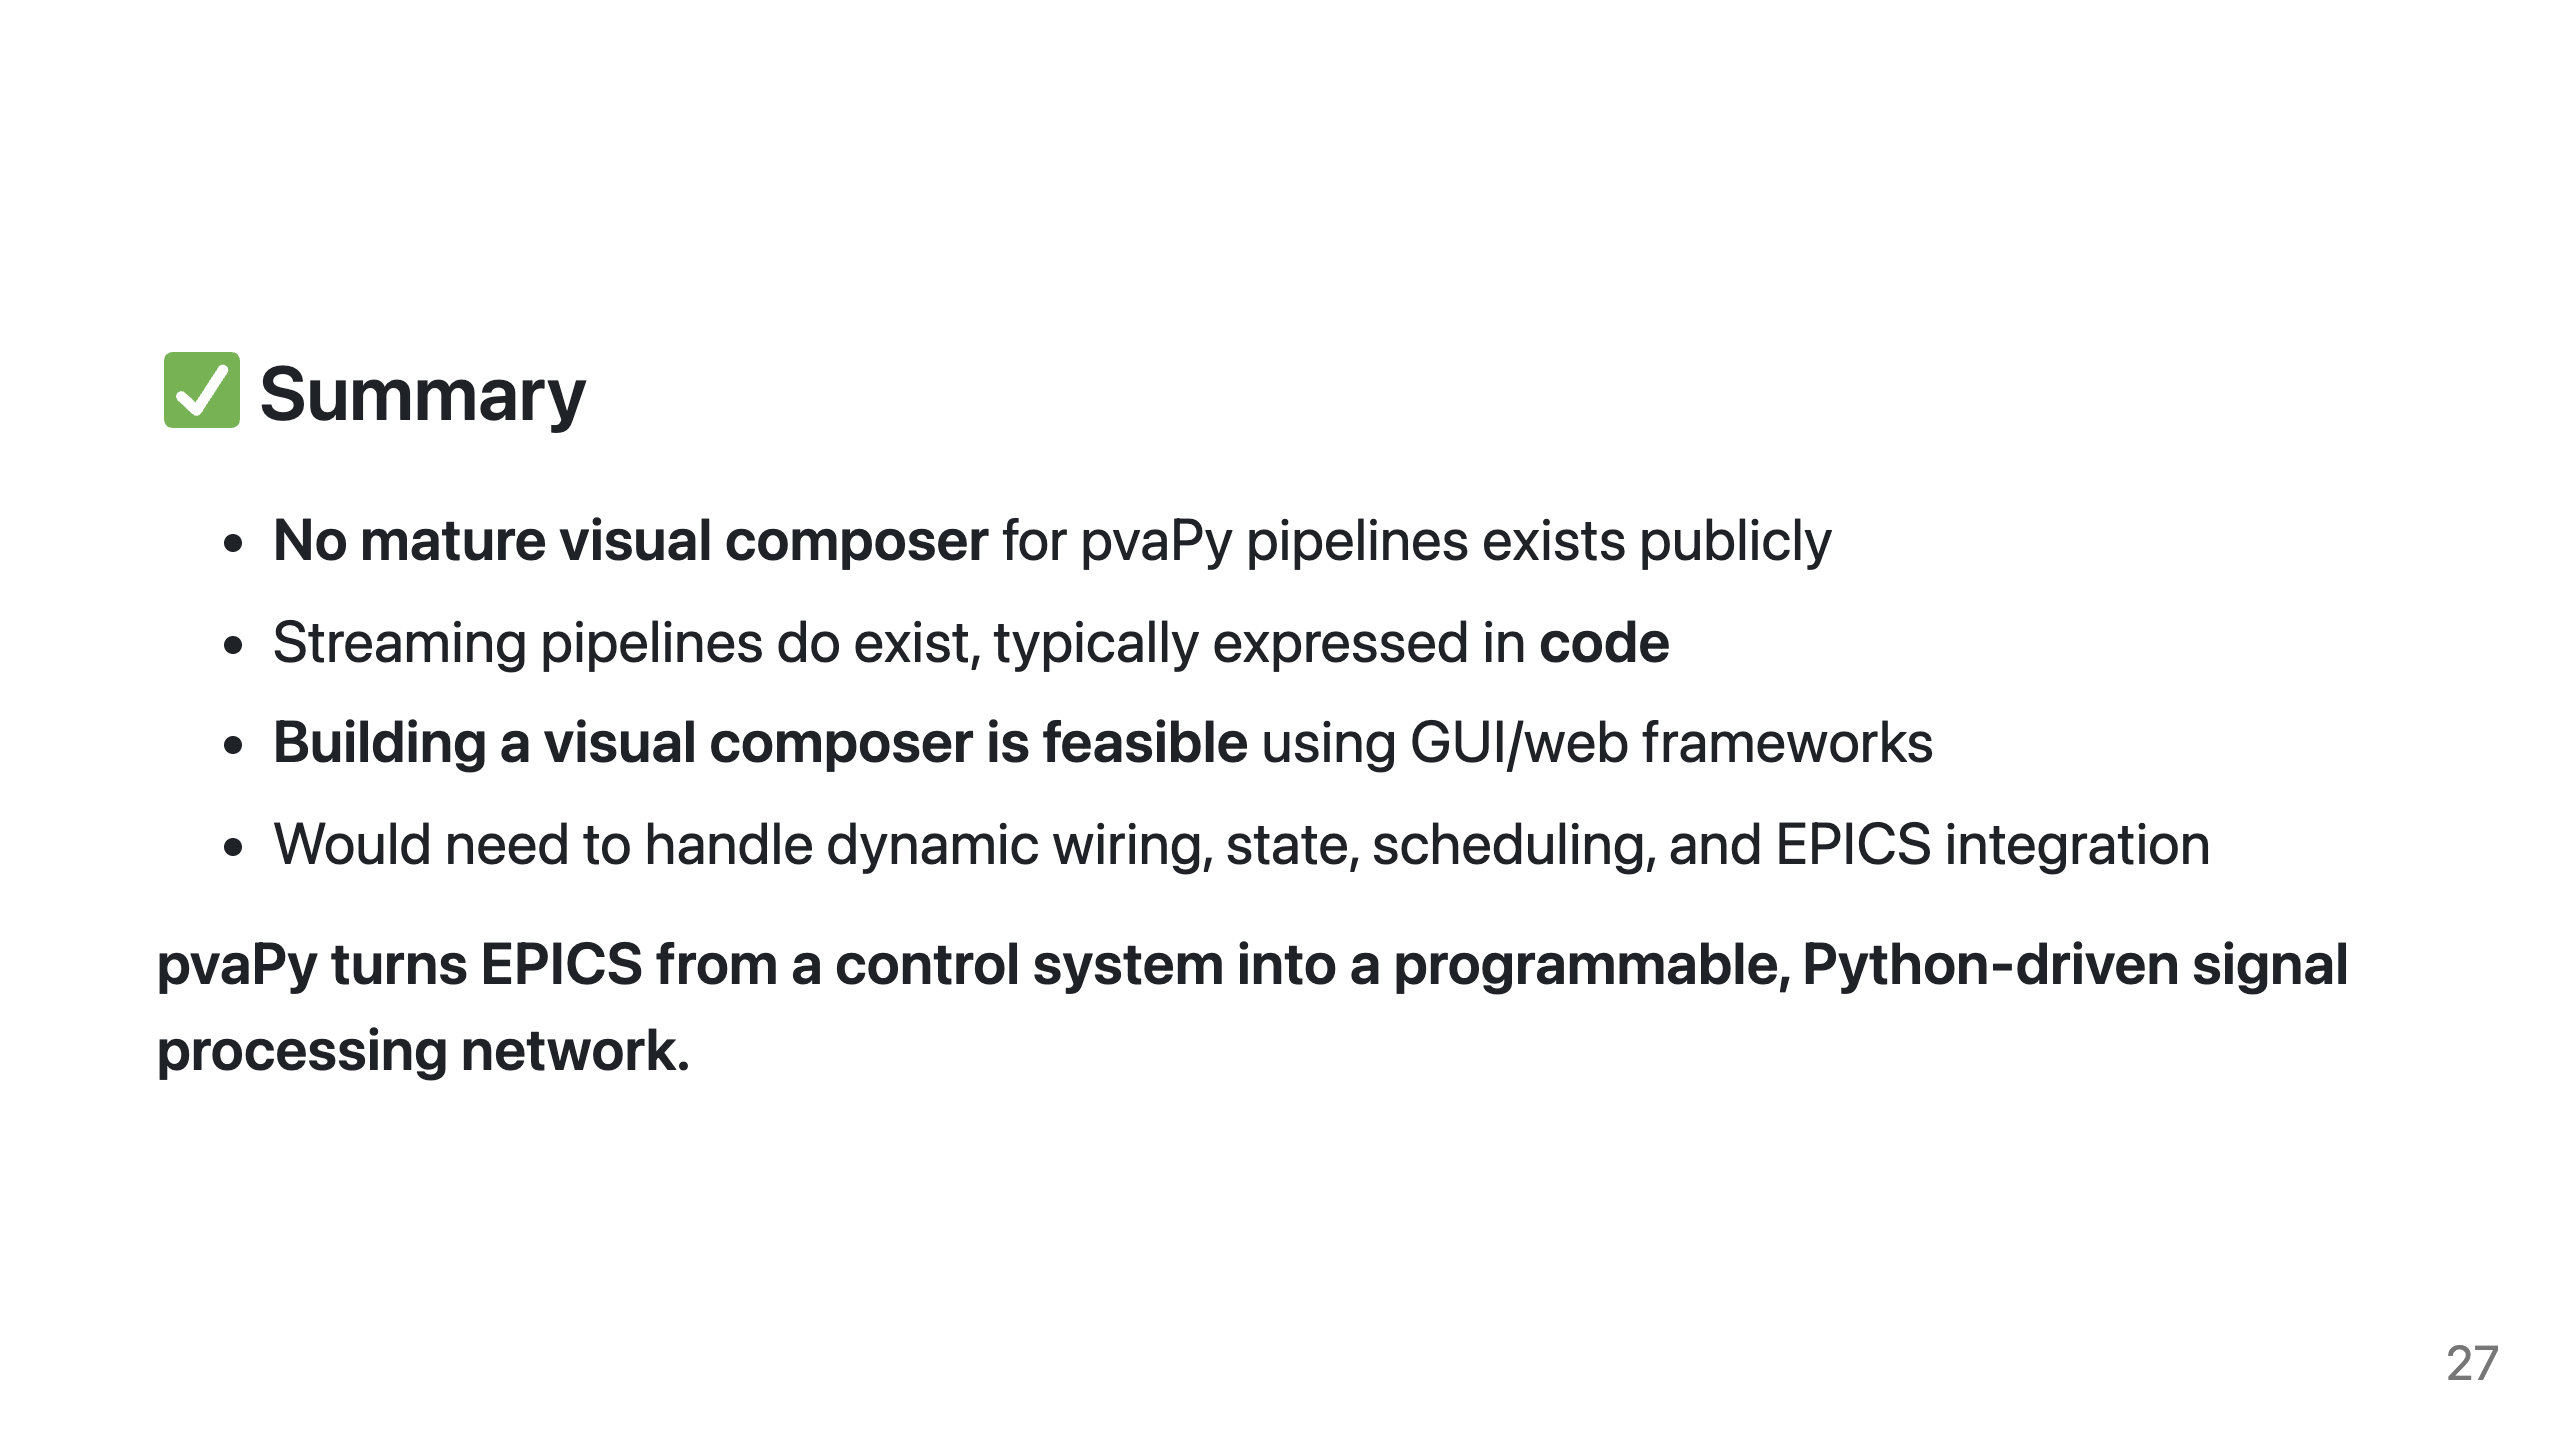 ✅ Summary
• No mature visual composer for pvaPy pipelines exists publicly
• Streaming pipelines do exist, typically expressed in code
• Building a visual composer is feasible using GUI/web frameworks
• Would need to handle dynamic wiring, state, scheduling, and EPICS integration
pvaPy turns EPICS from a control system into a programmable, Python-driven signal
processing network.
27